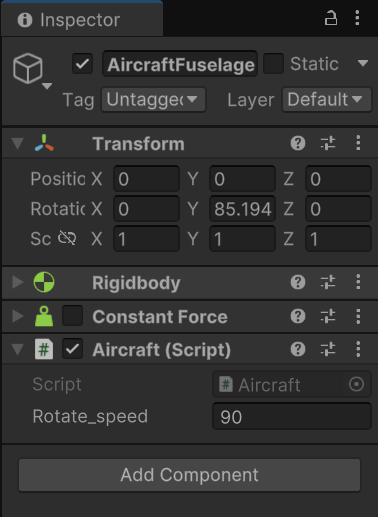 Inspector
AircraftFuselage Static
Tag Untagged Layer Default
Transform
Positic X 0 Y 0 Z 0
Rotatic X 0 Y 85.194 Z 0
Sc X 1 Y 1 Z 1
Rigidbody
Constant Force
# Aircraft (Script)
Script # Aircraft
Rotate_speed 90
Add Component